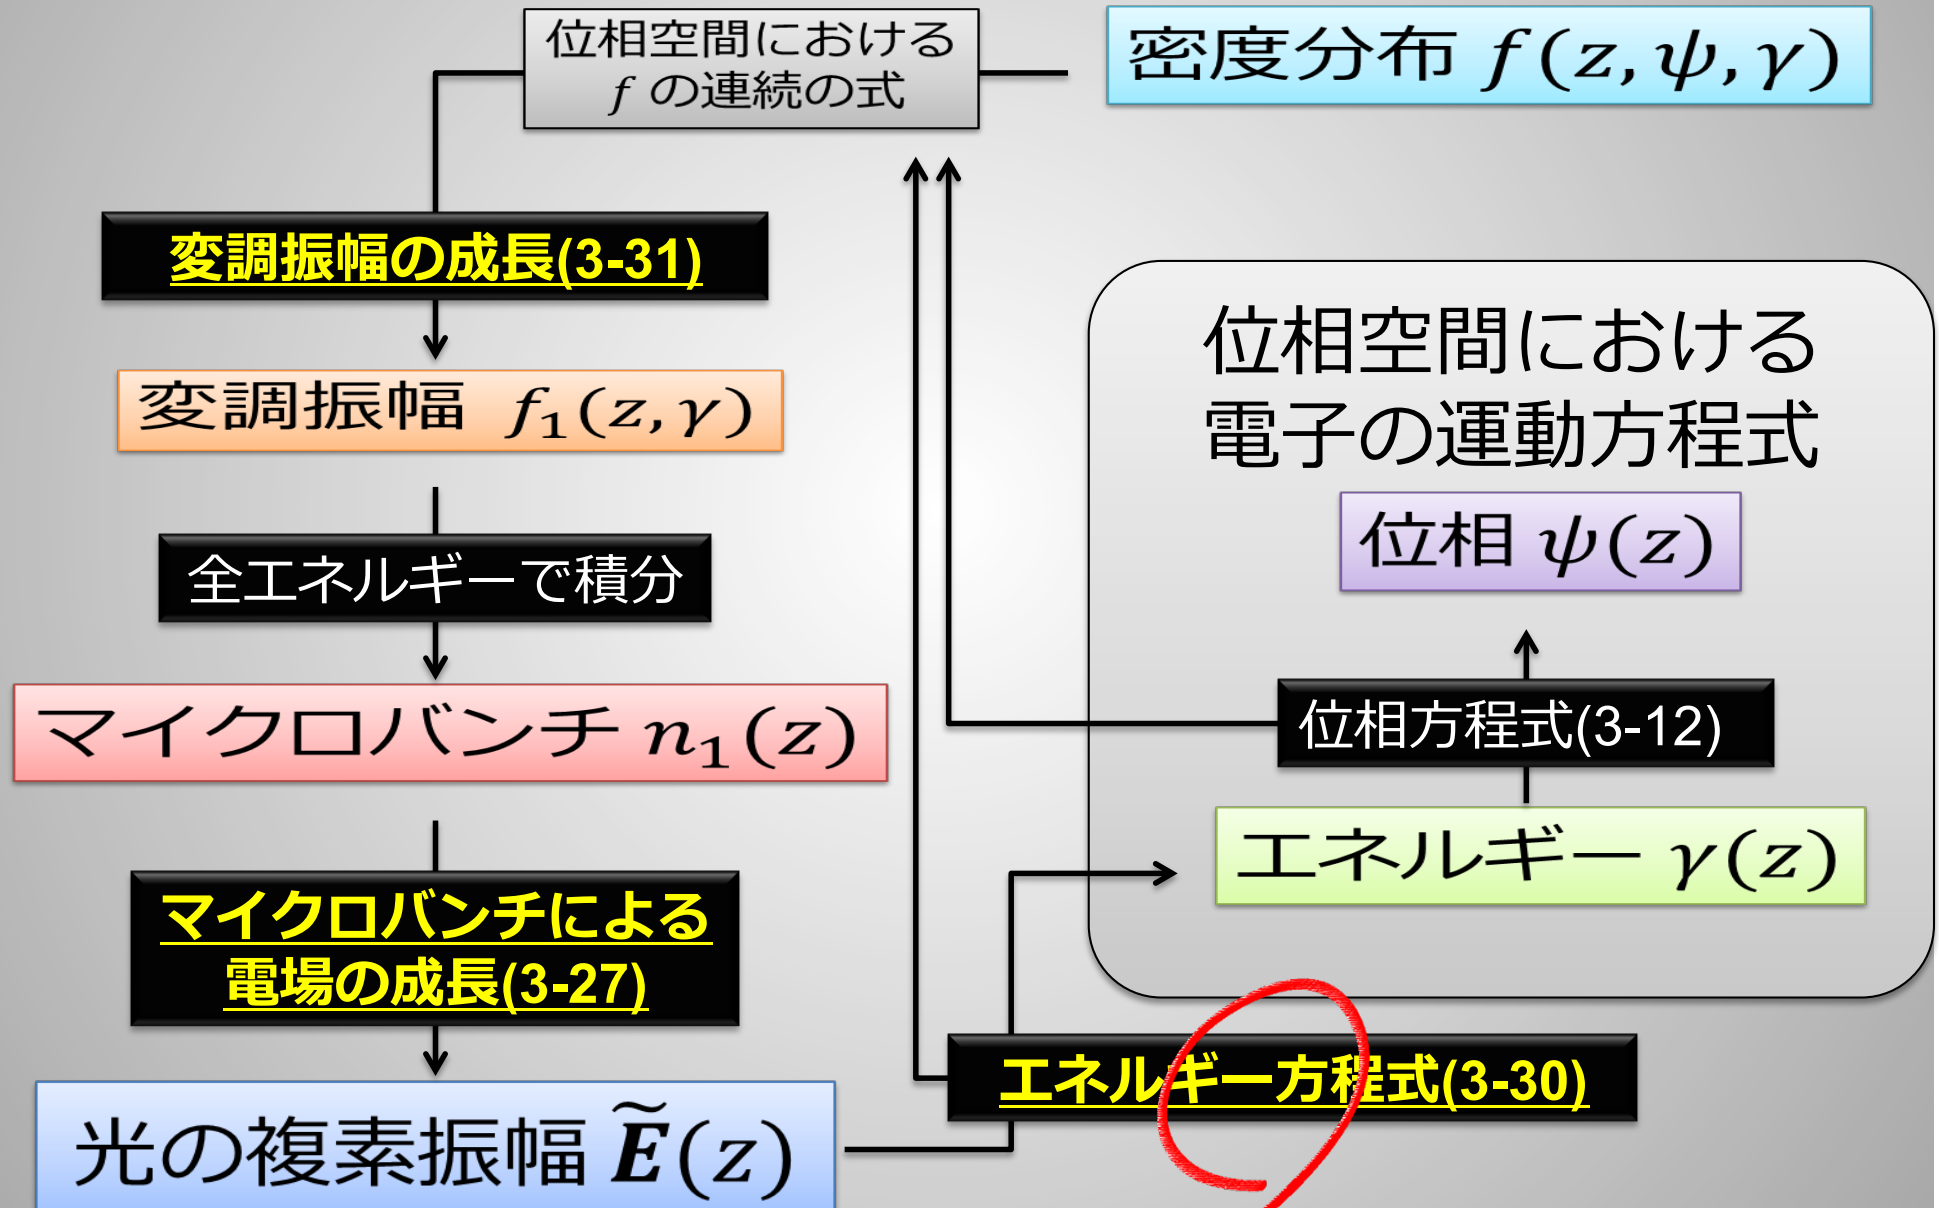 位相空間における
f の連続の式
密度分布 f(z, ψ, γ)
変調振幅の成長(3-31)
変調振幅 f₁(z, γ)
全エネルギーで積分
マイクロバンチ n₁(z)
マイクロバンチによる
電場の成長(3-27)
光の複素振幅 Ẽ(z)
位相空間における
電子の運動方程式
位相 ψ(z)
位相方程式(3-12)
エネルギー γ(z)
エネルギー方程式(3-30)